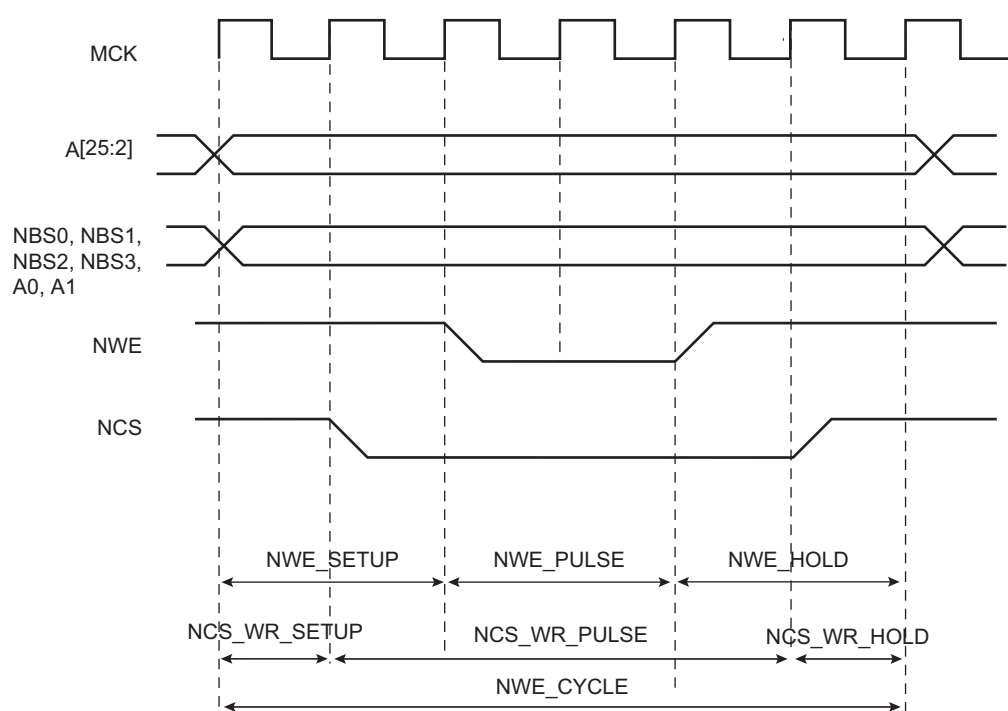 MCK
A[25:2]
NBS0, NBS1,
NBS2, NBS3,
A0, A1
NWE
NCS
NWE_SETUP
NWE_PULSE
NWE_HOLD
NCS_WR_SETUP
NCS_WR_PULSE
NCS_WR_HOLD
NWE_CYCLE